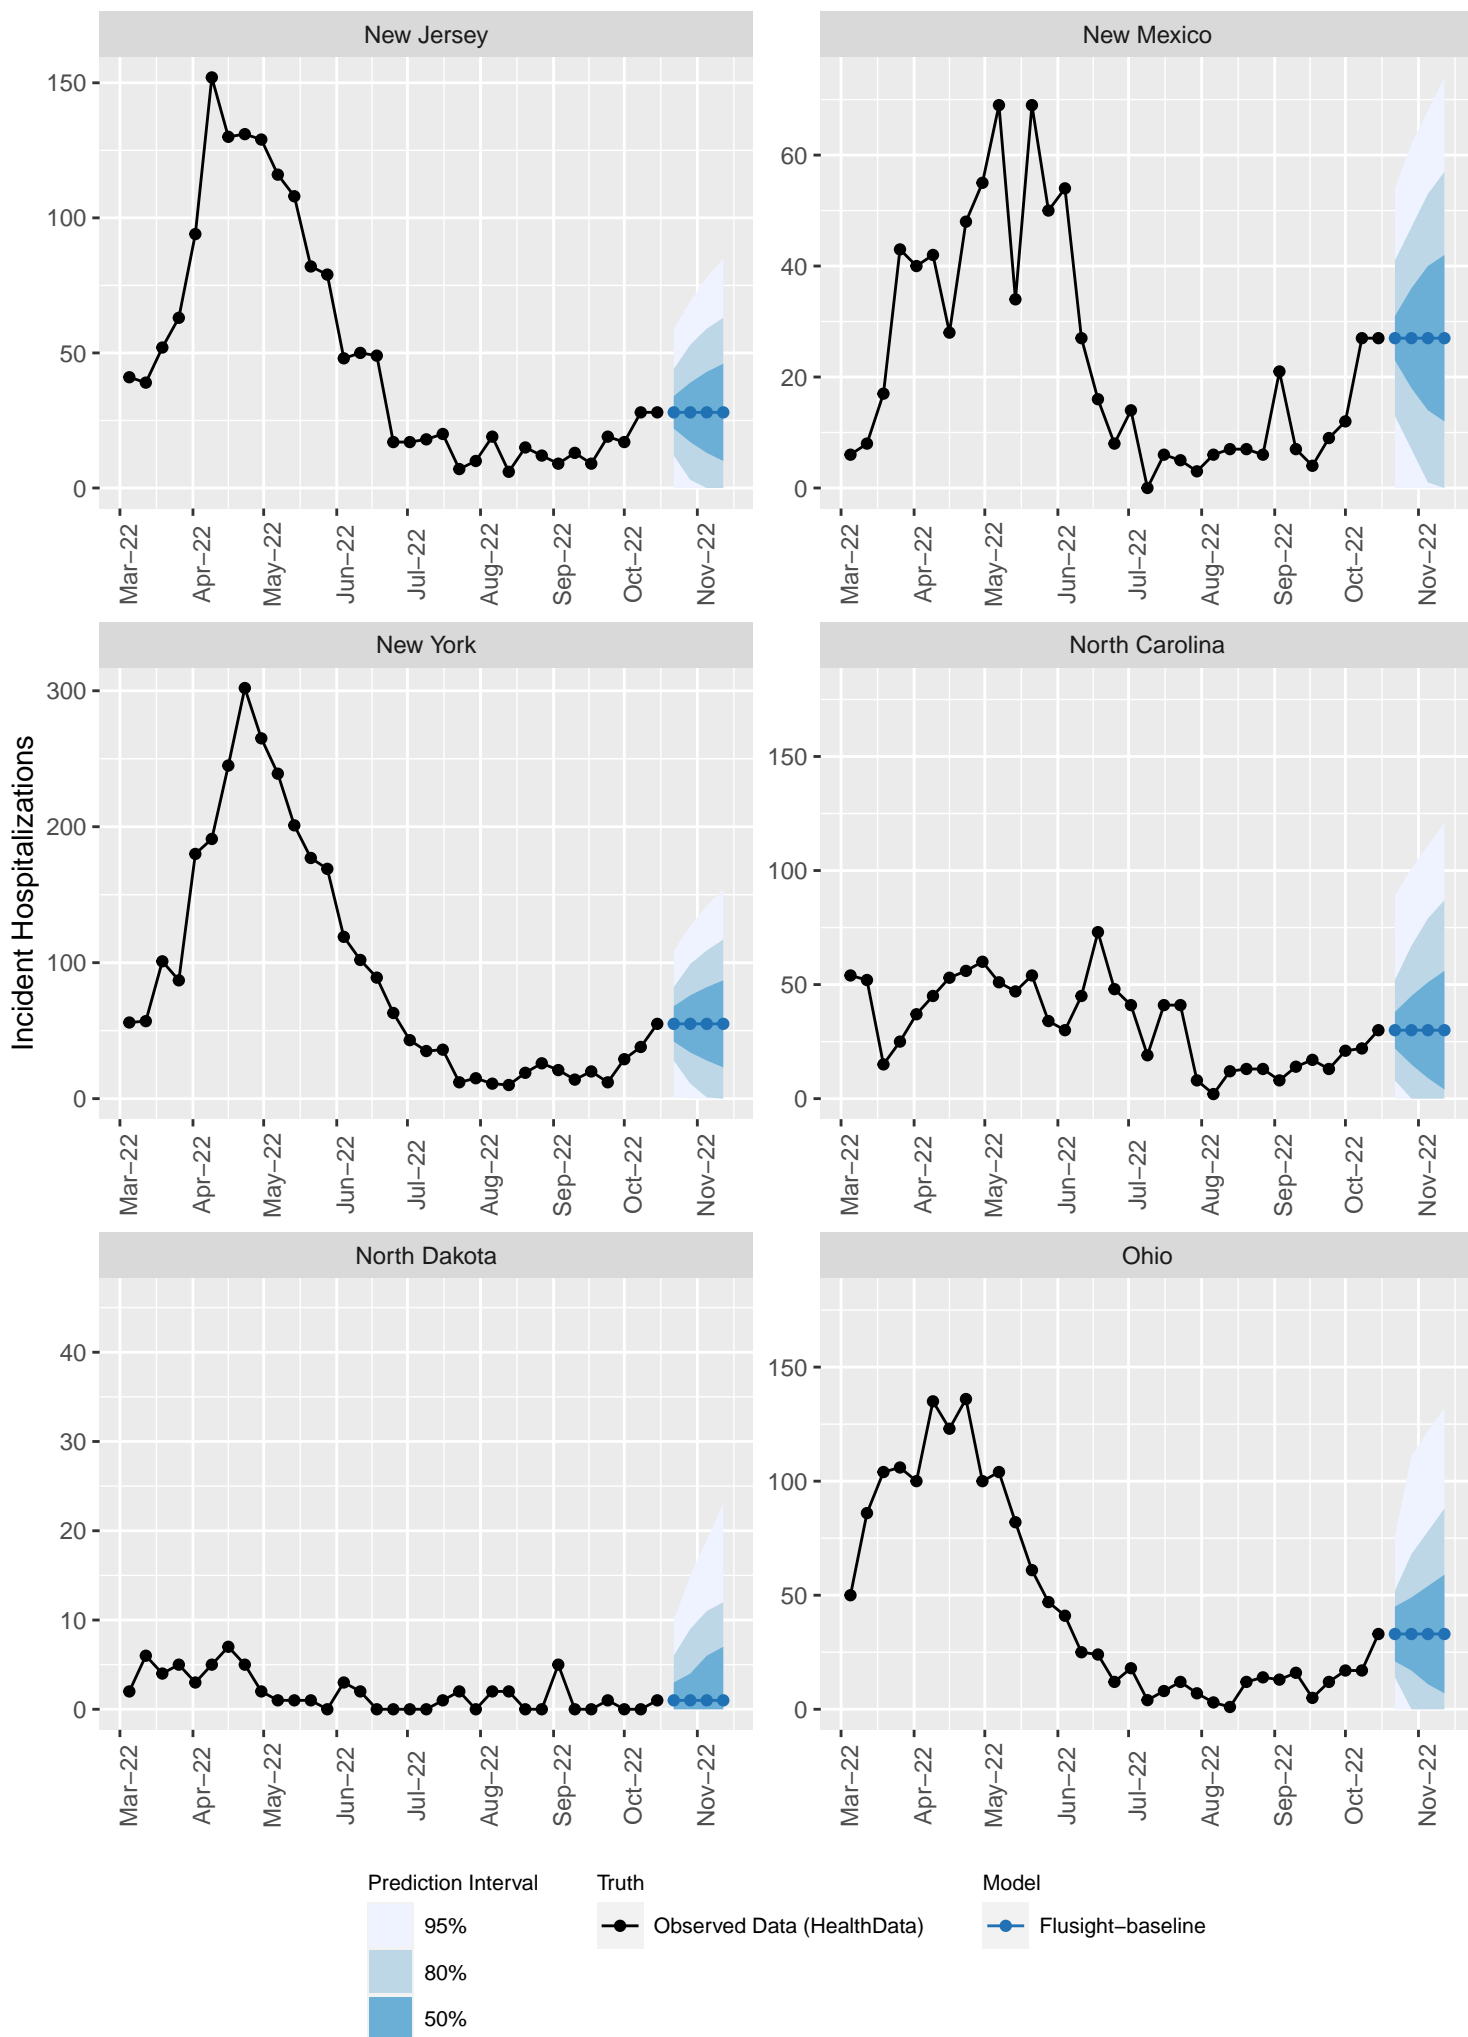 New Jersey
New Mexico
150
100
50
0
60
40
20
0
Mar−22
Apr−22
May−22
Jun−22
Jul−22
Aug−22
Sep−22
Oct−22
Nov−22
Mar−22
Apr−22
May−22
Jun−22
Jul−22
Aug−22
Sep−22
Oct−22
Nov−22
New York
North Carolina
Incident Hospitalizations
300
200
100
0
150
100
50
0
Mar−22
Apr−22
May−22
Jun−22
Jul−22
Aug−22
Sep−22
Oct−22
Nov−22
Mar−22
Apr−22
May−22
Jun−22
Jul−22
Aug−22
Sep−22
Oct−22
Nov−22
North Dakota
Ohio
40
30
20
10
0
150
100
50
0
Mar−22
Apr−22
May−22
Jun−22
Jul−22
Aug−22
Sep−22
Oct−22
Nov−22
Mar−22
Apr−22
May−22
Jun−22
Jul−22
Aug−22
Sep−22
Oct−22
Nov−22
Prediction Interval
95%
80%
50%
Truth
Observed Data (HealthData)
Model
Flusight−baseline